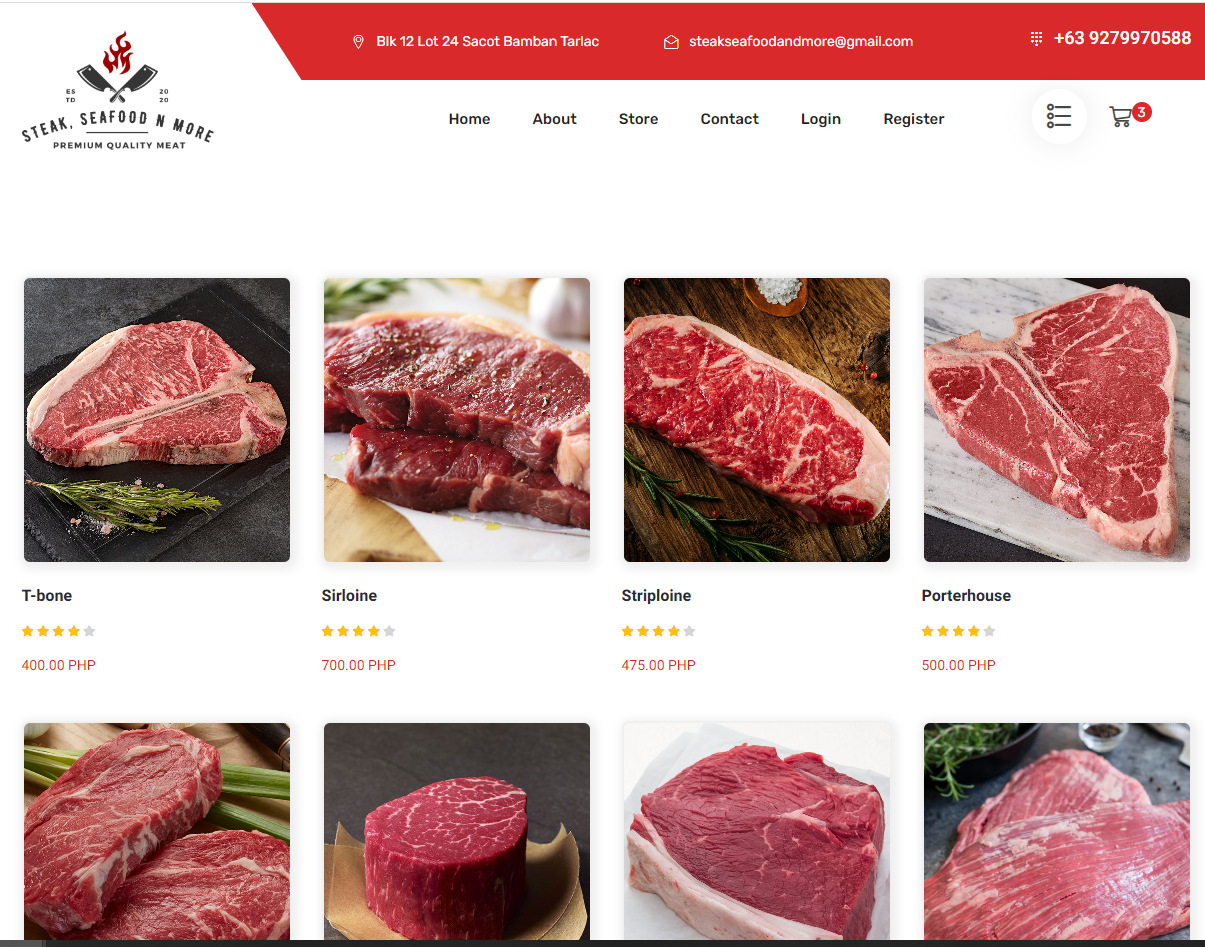 Blk 12 Lot 24 Sacot Bamban Tarlac
steakseafoodandmore@gmail.com
+63 9279970588
ES TD
20 20
STEAK, SEAFOOD N MORE
PREMIUM QUALITY MEAT
Home About Store Contact Login Register
3
T-bone Sirloine Striploine Porterhouse
400.00 PHP 700.00 PHP 475.00 PHP 500.00 PHP